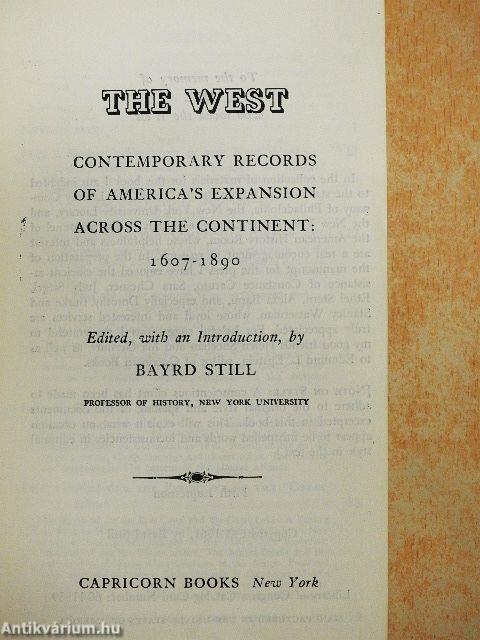 THE WEST
CONTEMPORARY RECORDS
OF AMERICA'S EXPANSION
ACROSS THE CONTINENT:
1607-1890
Edited, with an Introduction, by
BAYRD STILL
PROFESSOR OF HISTORY, NEW YORK UNIVERSITY
CAPRICORN BOOKS New York
Antikvárium.hu